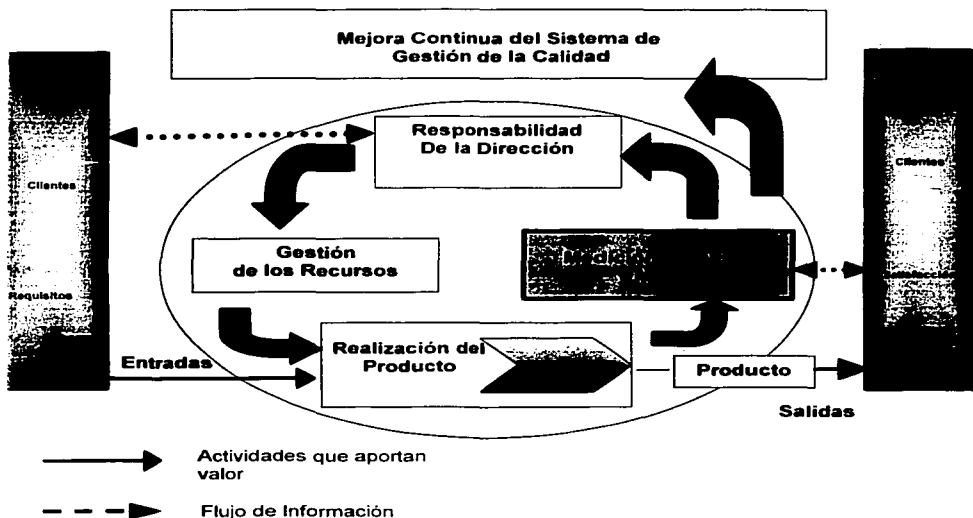 Mejora Continua del Sistema de
Gestión de la Calidad
Responsabilidad
De la Dirección
Clientes
Clientes
Gestión
de los Recursos
Requisitos
Realización del
Producto
Entradas
Producto
Salidas
Actividades que aportan
valor
Flujo de Información